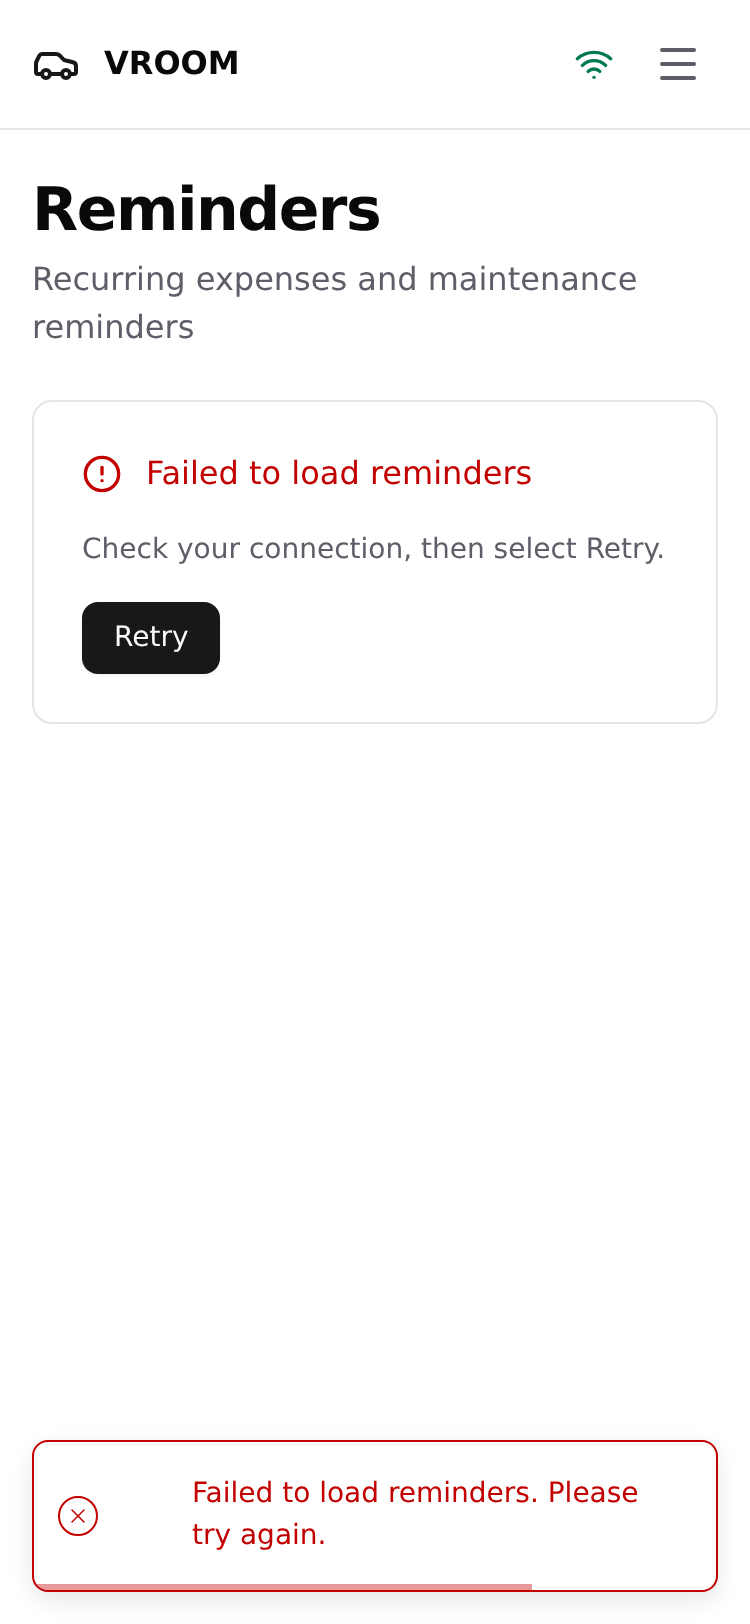 VROOM
Reminders
Recurring expenses and maintenance
reminders
Failed to load reminders
Check your connection, then select Retry.
Retry
Failed to load reminders. Please
try again.